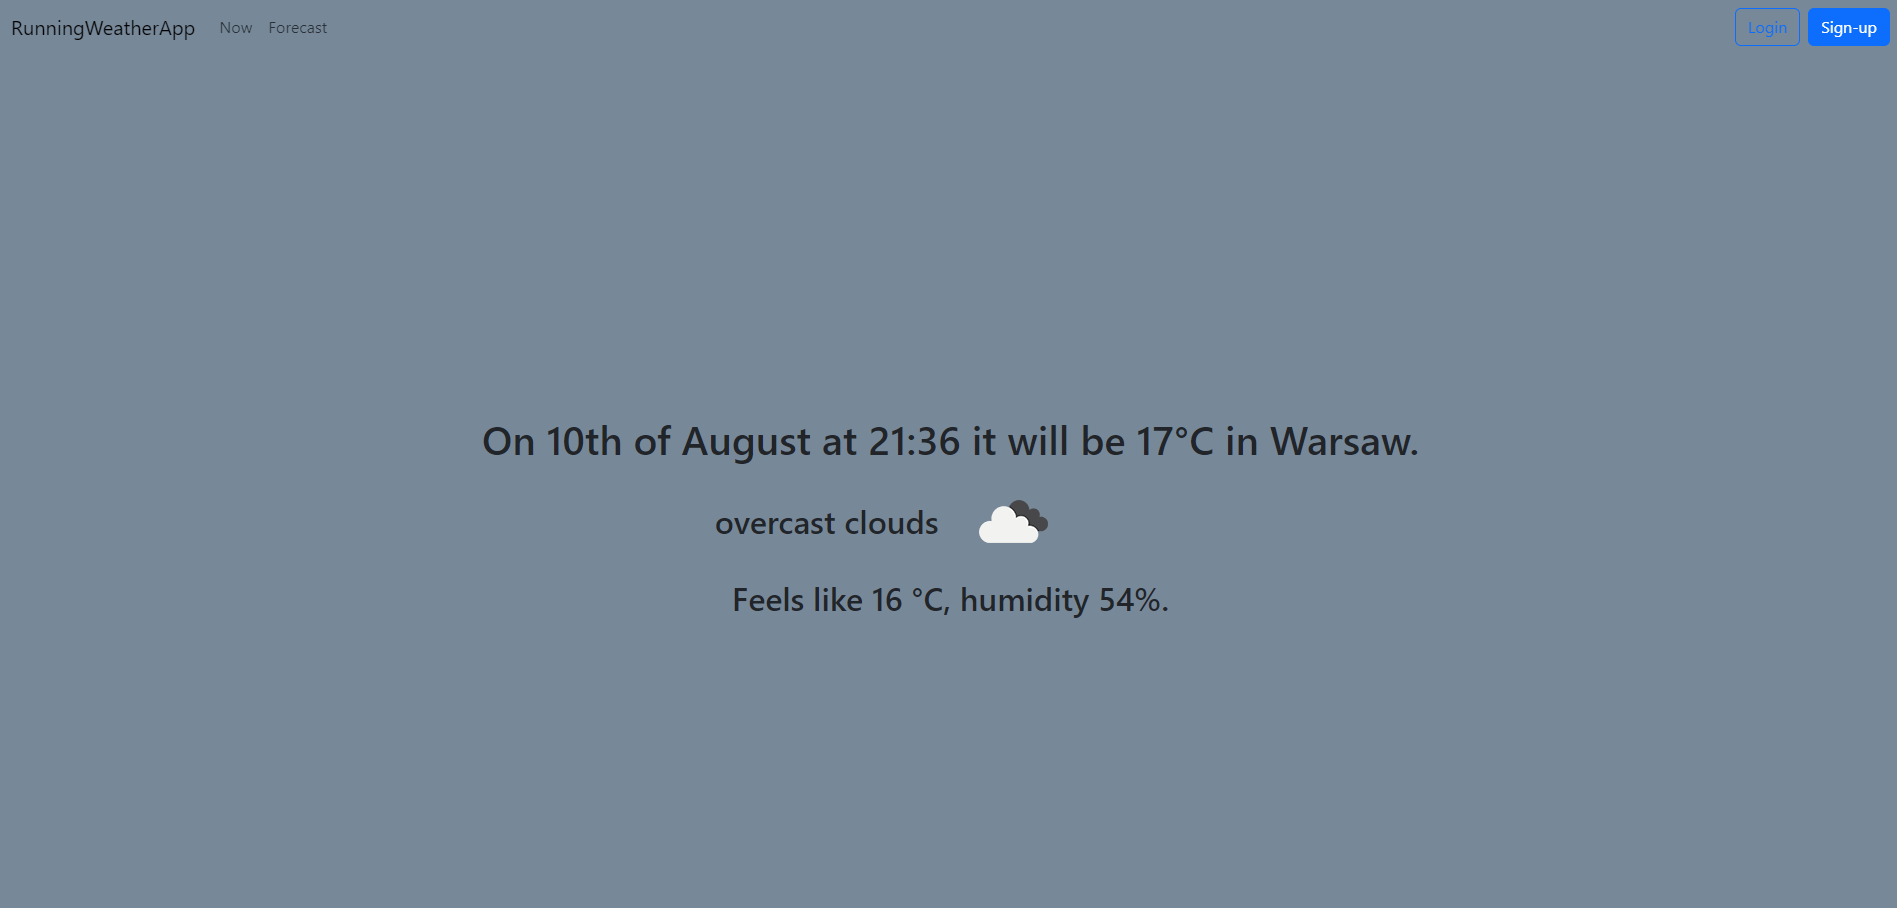 RunningWeatherApp Now Forecast Login Sign-up
On 10th of August at 21:36 it will be 17°C in Warsaw.
overcast clouds
Feels like 16 °C, humidity 54%.